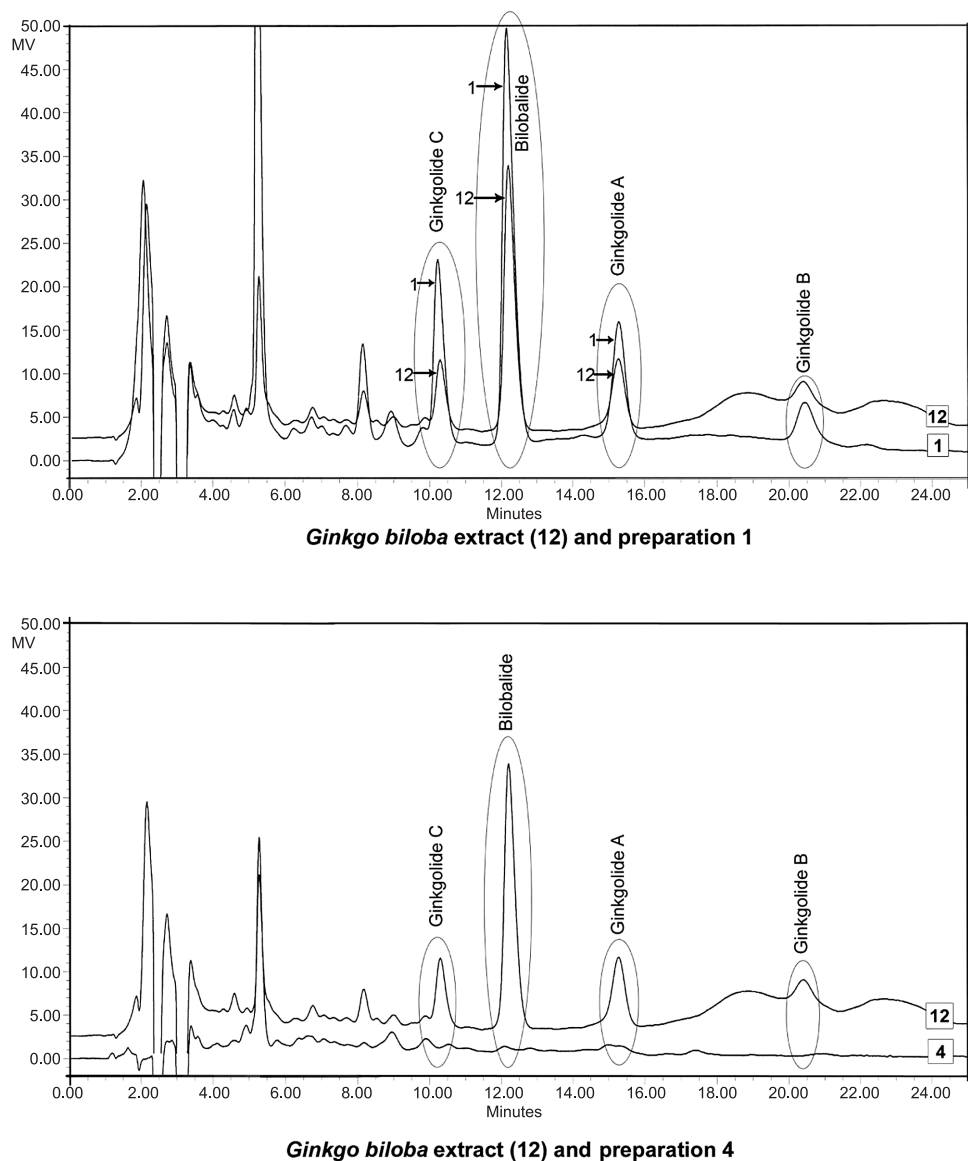 50.00
MV
45.00
40.00
35.00
30.00
25.00
20.00
15.00
10.00
5.00
0.00
Ginkgolide C
1
12
Bilobalide
1
12
Ginkgolide A
1
12
Ginkgolide B
12
1
0.00 2.00 4.00 6.00 8.00 10.00 12.00 14.00 16.00 18.00 20.00 22.00 24.00
Minutes
Ginkgo biloba extract (12) and preparation 1
50.00
MV
45.00
40.00
35.00
30.00
25.00
20.00
15.00
10.00
5.00
0.00
Ginkgolide C
Bilobalide
Ginkgolide A
Ginkgolide B
12
4
0.00 2.00 4.00 6.00 8.00 10.00 12.00 14.00 16.00 18.00 20.00 22.00 24.00
Minutes
Ginkgo biloba extract (12) and preparation 4